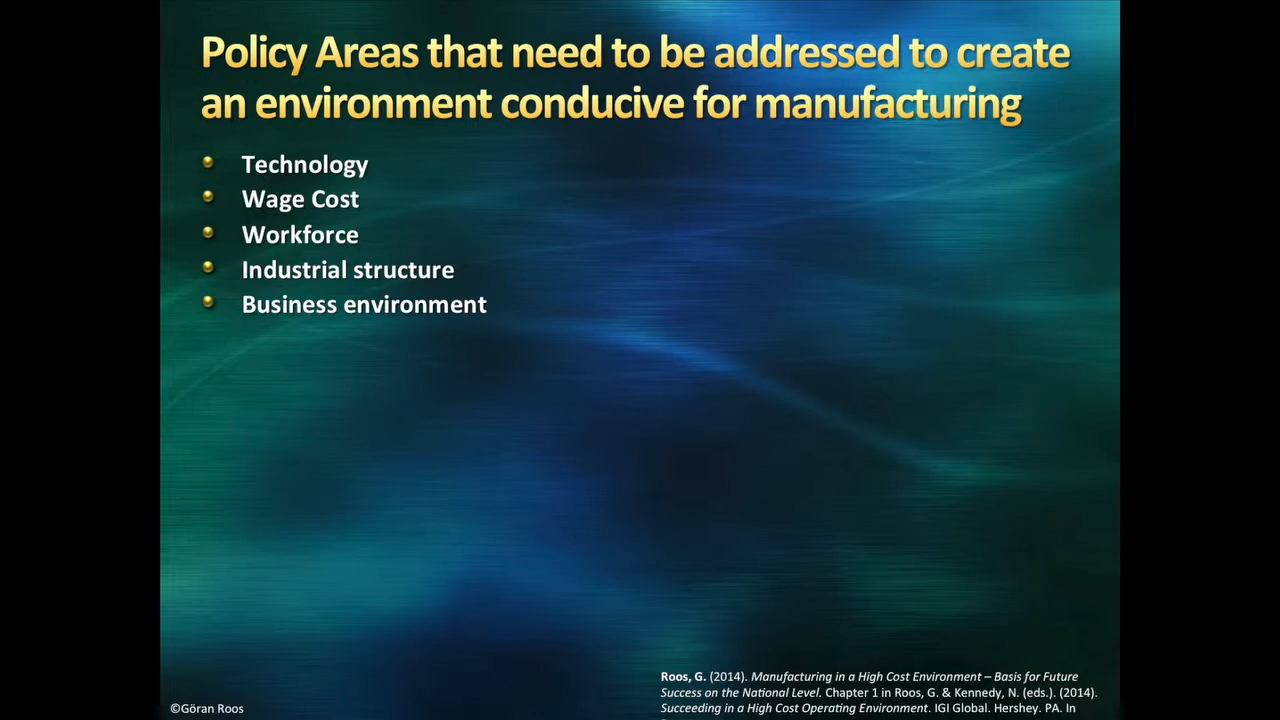 Policy Areas that need to be addressed to create
an environment conducive for manufacturing
Technology
Wage Cost
Workforce
Industrial structure
Business environment
Roos, G. (2014). Manufacturing in a High Cost Environment – Basis for Future
Success on the National Level. Chapter 1 in Roos, G. & Kennedy, N. (eds.). (2014).
Succeeding in a High Cost Operating Environment. IGI Global. Hershey. PA. In
©Göran Roos